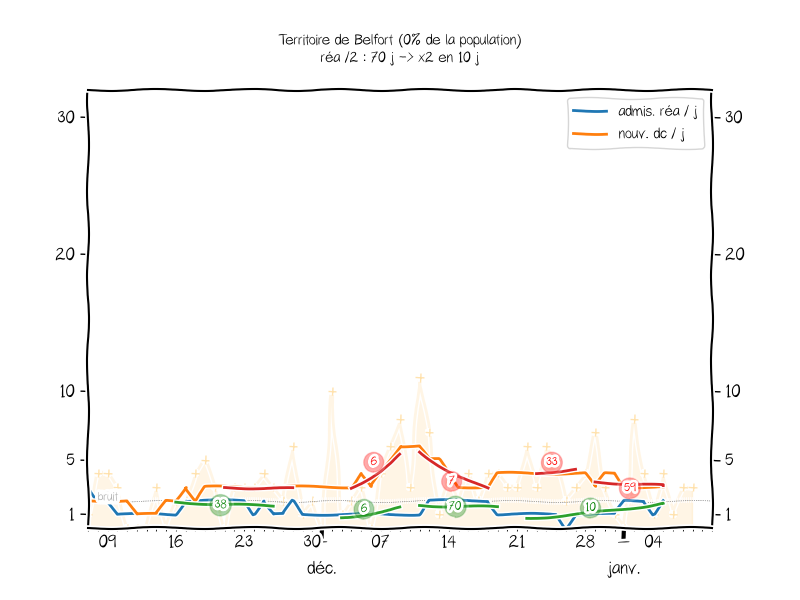 Territoire de Belfort (0% de la population)
réa /2 : 70 j -> x2 en 10 j
admis. réa / j
nouv. dc / j
30
30
20
20
10
10
5
5
1
1
bruit
6
33
7
59
38
6
70
10
09 16 23 30 07 14 21 28 04
déc. janv.